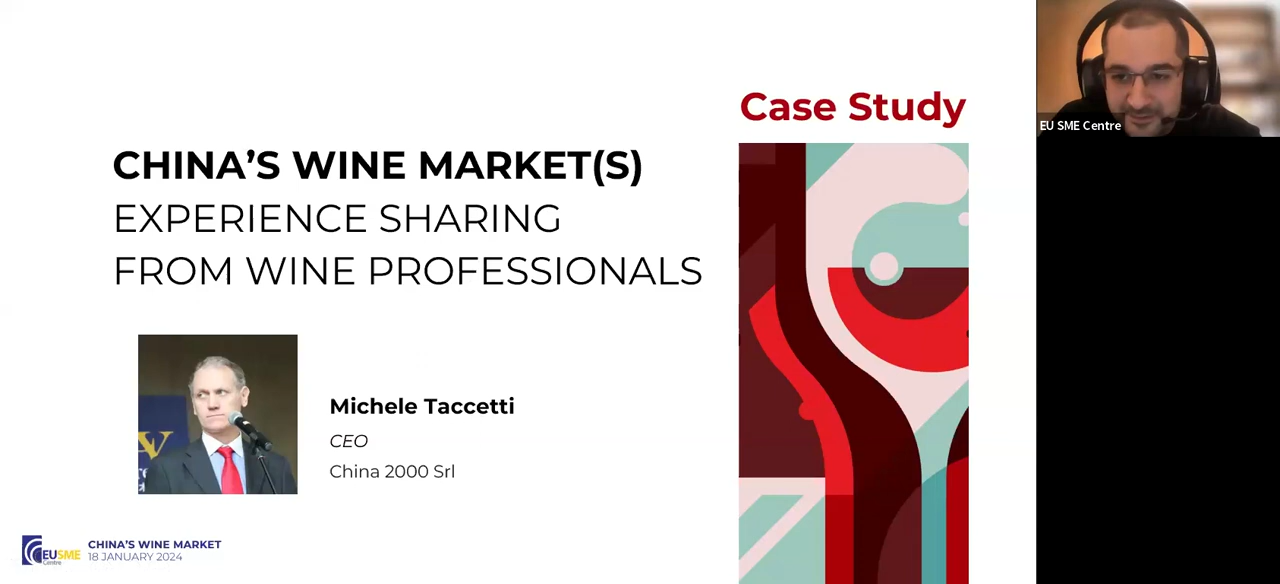 Case Study
CHINA’S WINE MARKET(S)
EXPERIENCE SHARING
FROM WINE PROFESSIONALS
Michele Taccetti
CEO
China 2000 Srl
EU SME Centre
EUSME
Centre
CHINA’S WINE MARKET
18 JANUARY 2024